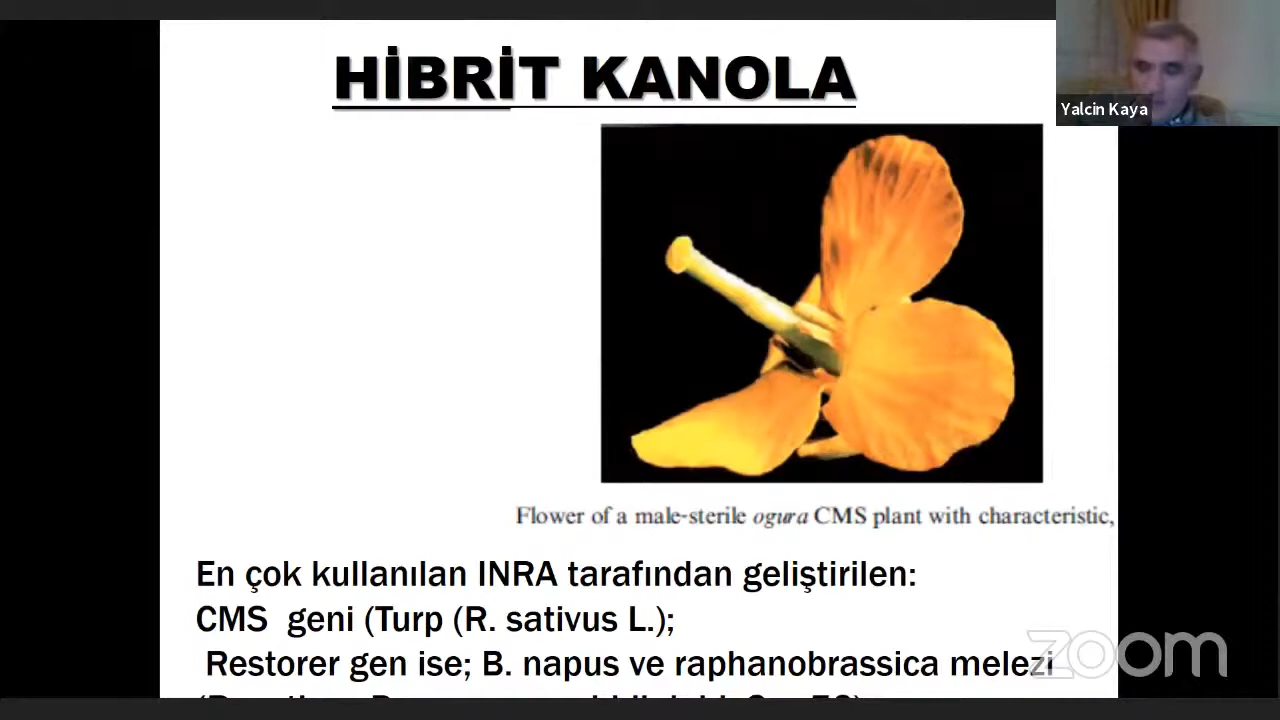 HİBRİT KANOLA
Yalcin Kaya
Flower of a male-sterile ogura CMS plant with characteristic,
En çok kullanılan INRA tarafından geliştirilen:
CMS geni (Turp (R. sativus L.);
Restorer gen ise; B. napus ve raphanobrassica melezi
zoom